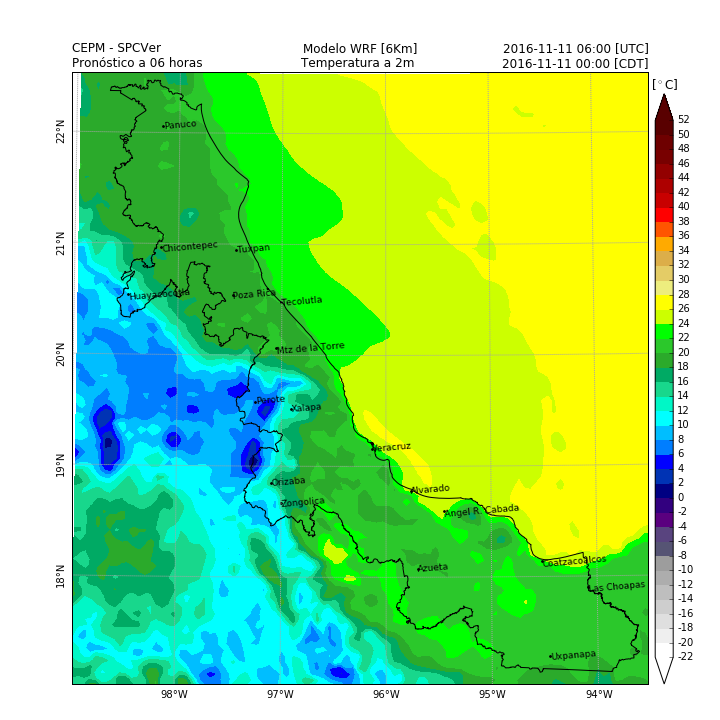 CEPM - SPCVer Modelo WRF [6Km] 2016-11-11 06:00 [UTC]
Pronóstico a 06 horas Temperatura a 2m 2016-11-11 00:00 [CDT]
[°C]
52
50
48
46
44
42
40
38
36
34
32
30
28
26
24
22
20
18
16
14
12
10
8
6
4
2
0
-2
-4
-6
-8
-10
-12
-14
-16
-18
-20
-22
22°N
21°N
20°N
19°N
18°N
Panuco
Chicontepec
Tuxpan
Huayacocotla
Poza Rica
Tecolutla
Mtz de la Torre
Perote
Xalapa
Veracruz
Orizaba
Zongolica
Alvarado
Angel R. Cabada
Azueta
Coatzacoalcos
Las Choapas
Uxpanapa
98°W 97°W 96°W 95°W 94°W